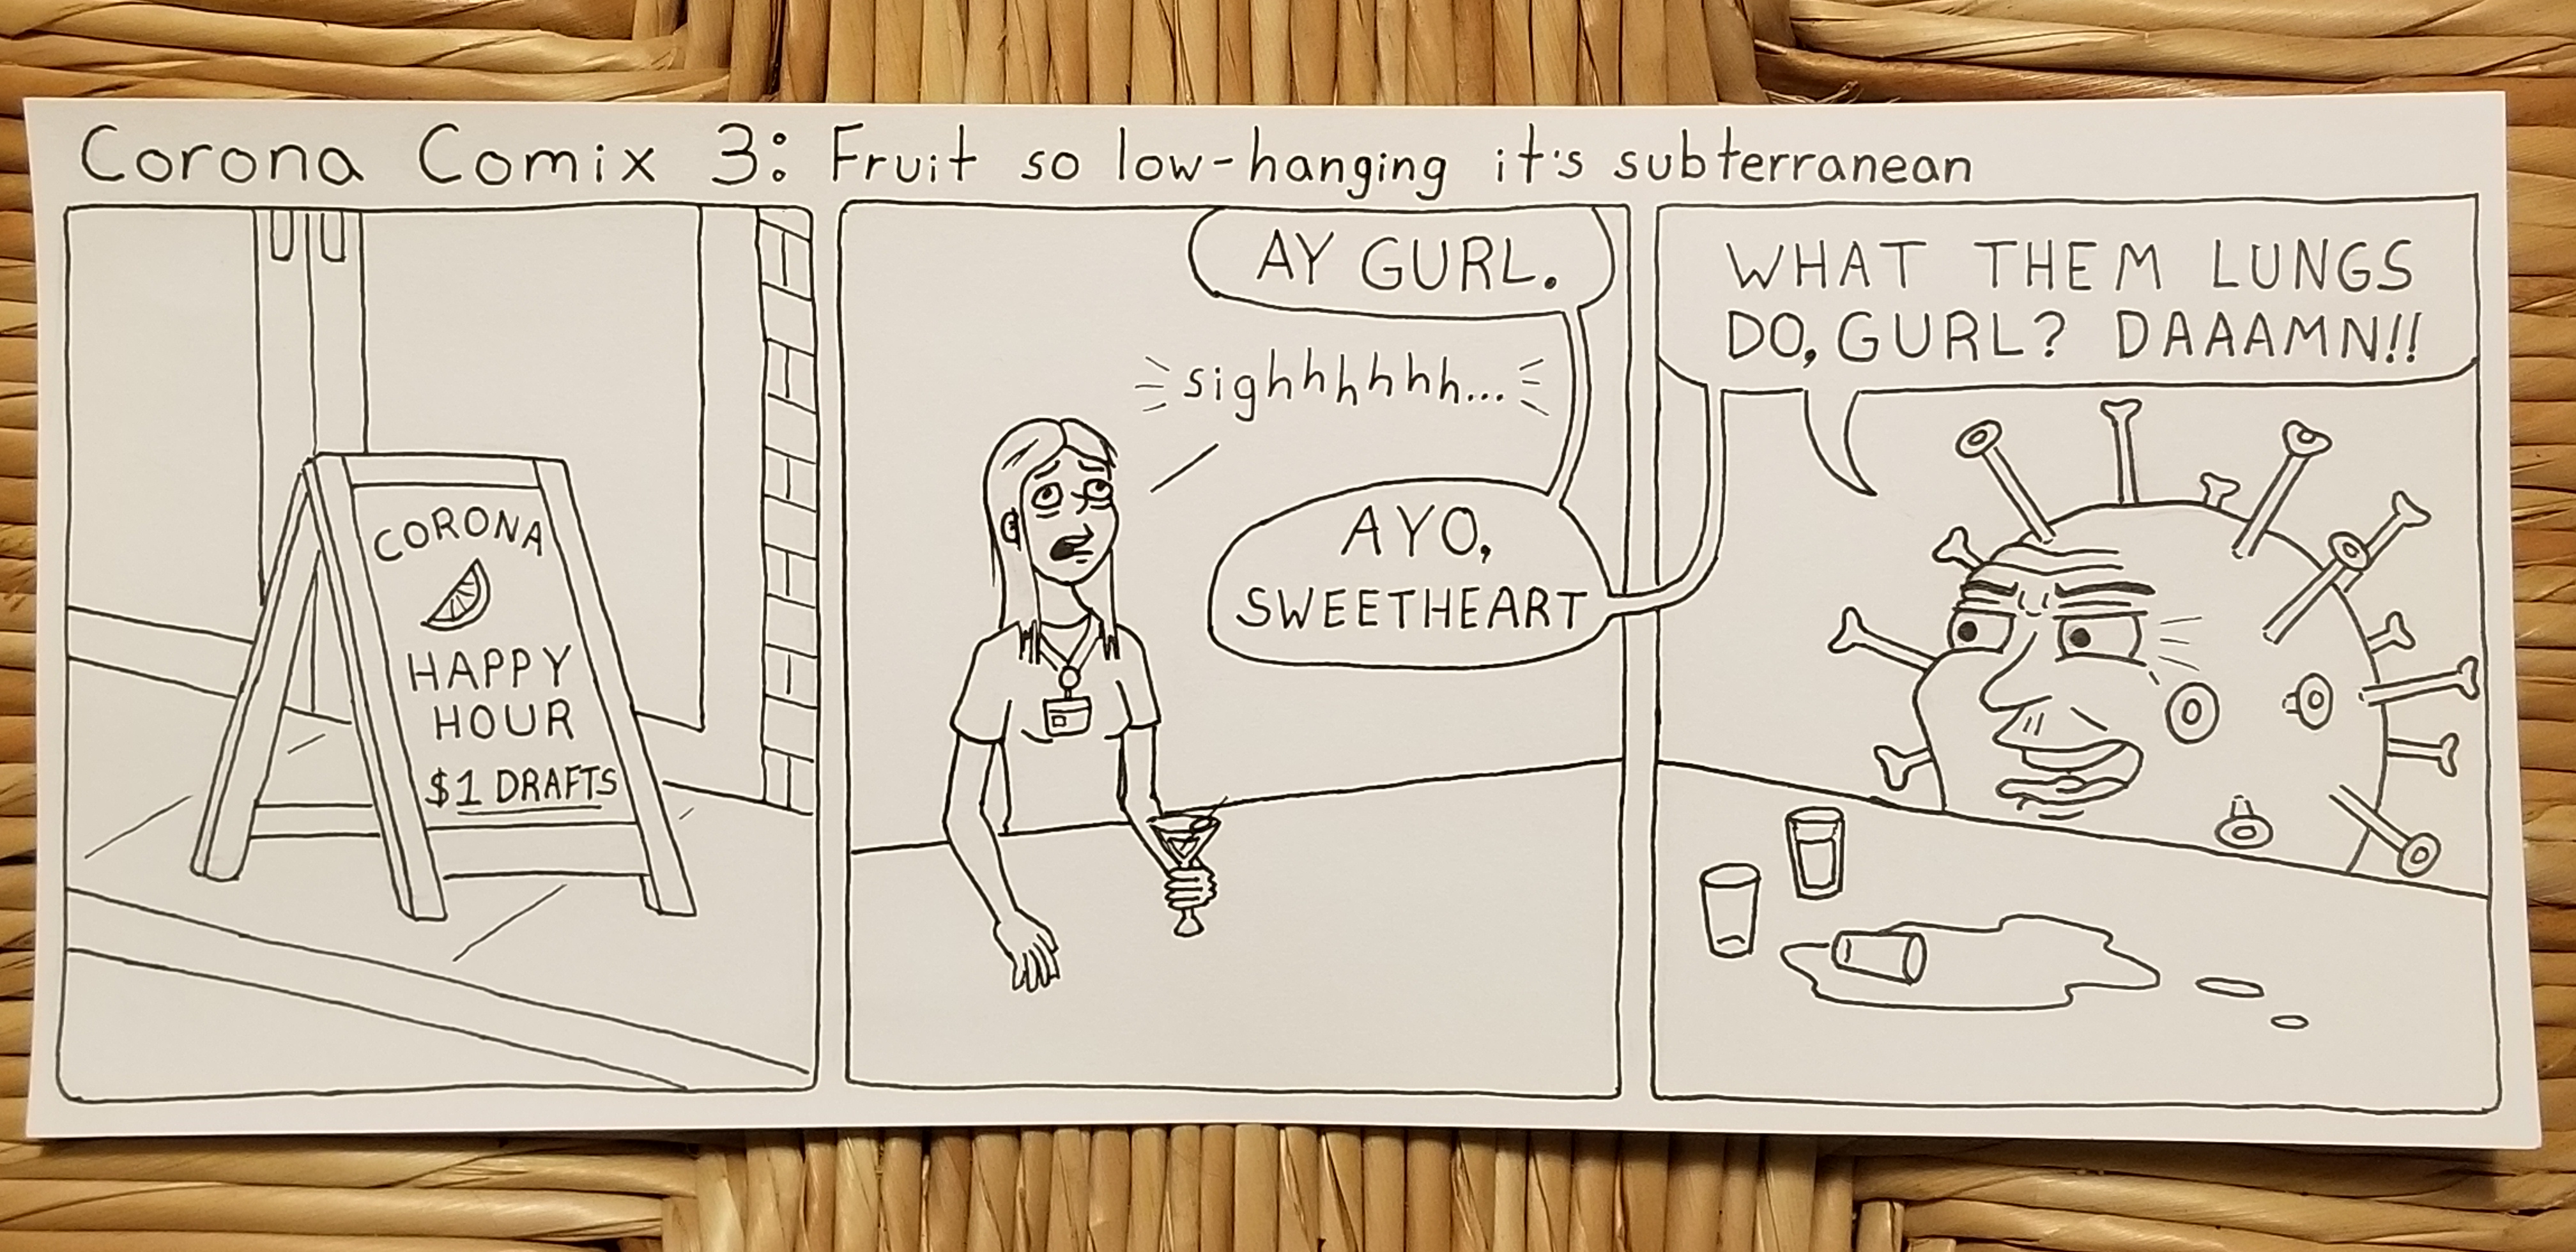 Corona Comix 3: Fruit so low-hanging it's subterranean
CORONA
HAPPY
HOUR
$1 DRAFTS
AY GURL.
sighhhhhhh...
AYO,
SWEETHEART
WHAT THEM LUNGS
DO, GURL? DAAAMN!!